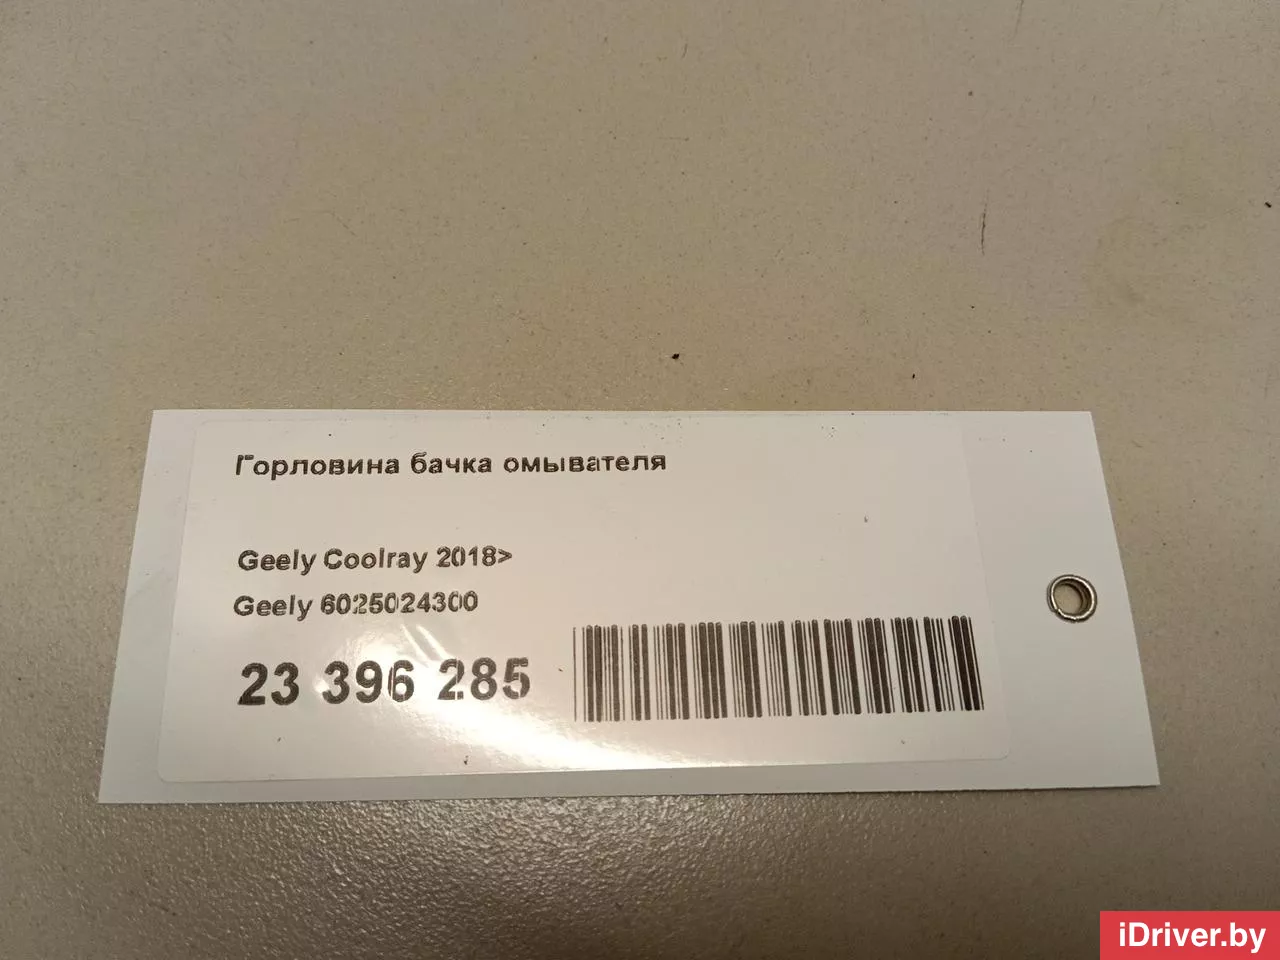 Горловина бачка омывателя
Geely Coolray 2018>
Geely 6025024300
23 396 285
iDriver.by